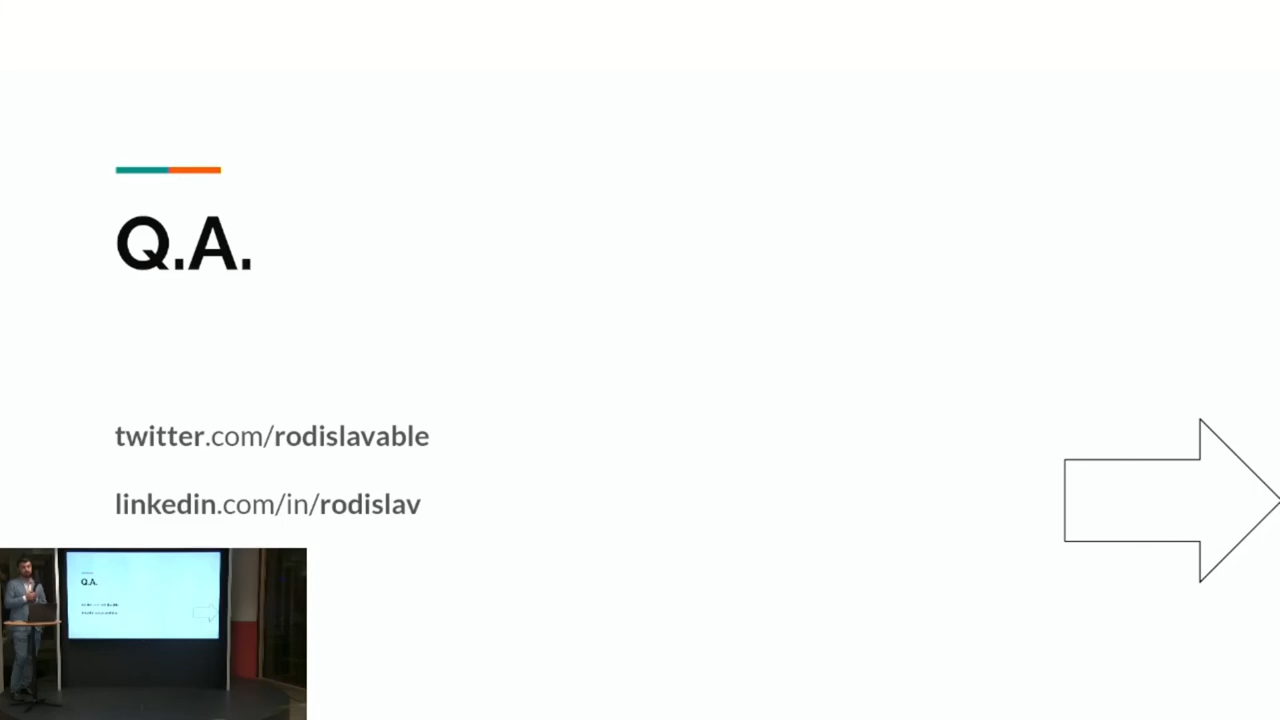 Q.A.
twitter.com/rodislavable
linkedin.com/in/rodislav
Q.A.